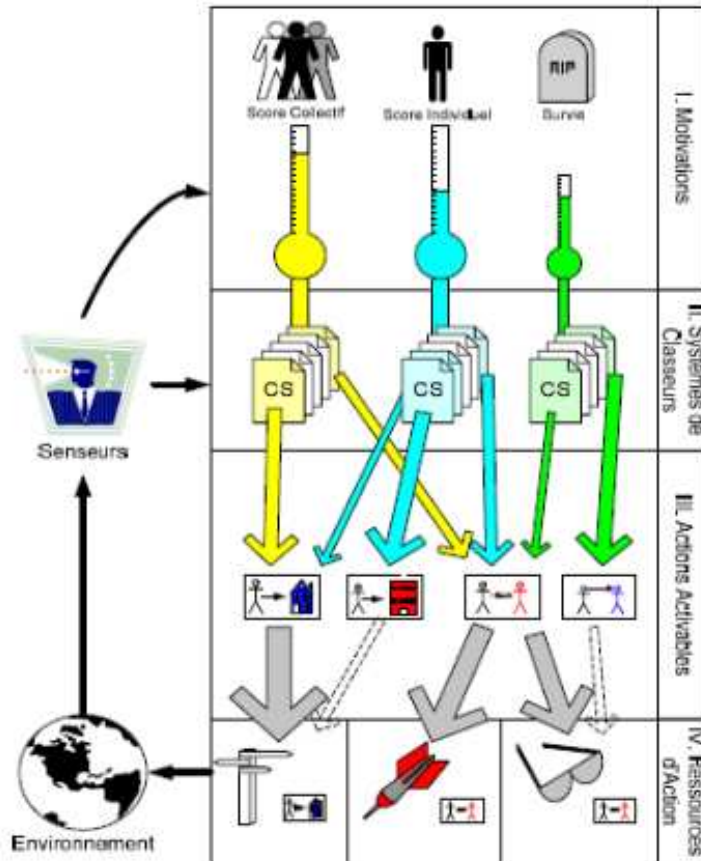 RIP
Score Collectif
Score Individuel
Survie
I. Motivations
CS
CS
CS
II. Systèmes de
Classeurs
Senseurs
III. Actions Activables
IV. Ressources
d'Action
Environnement